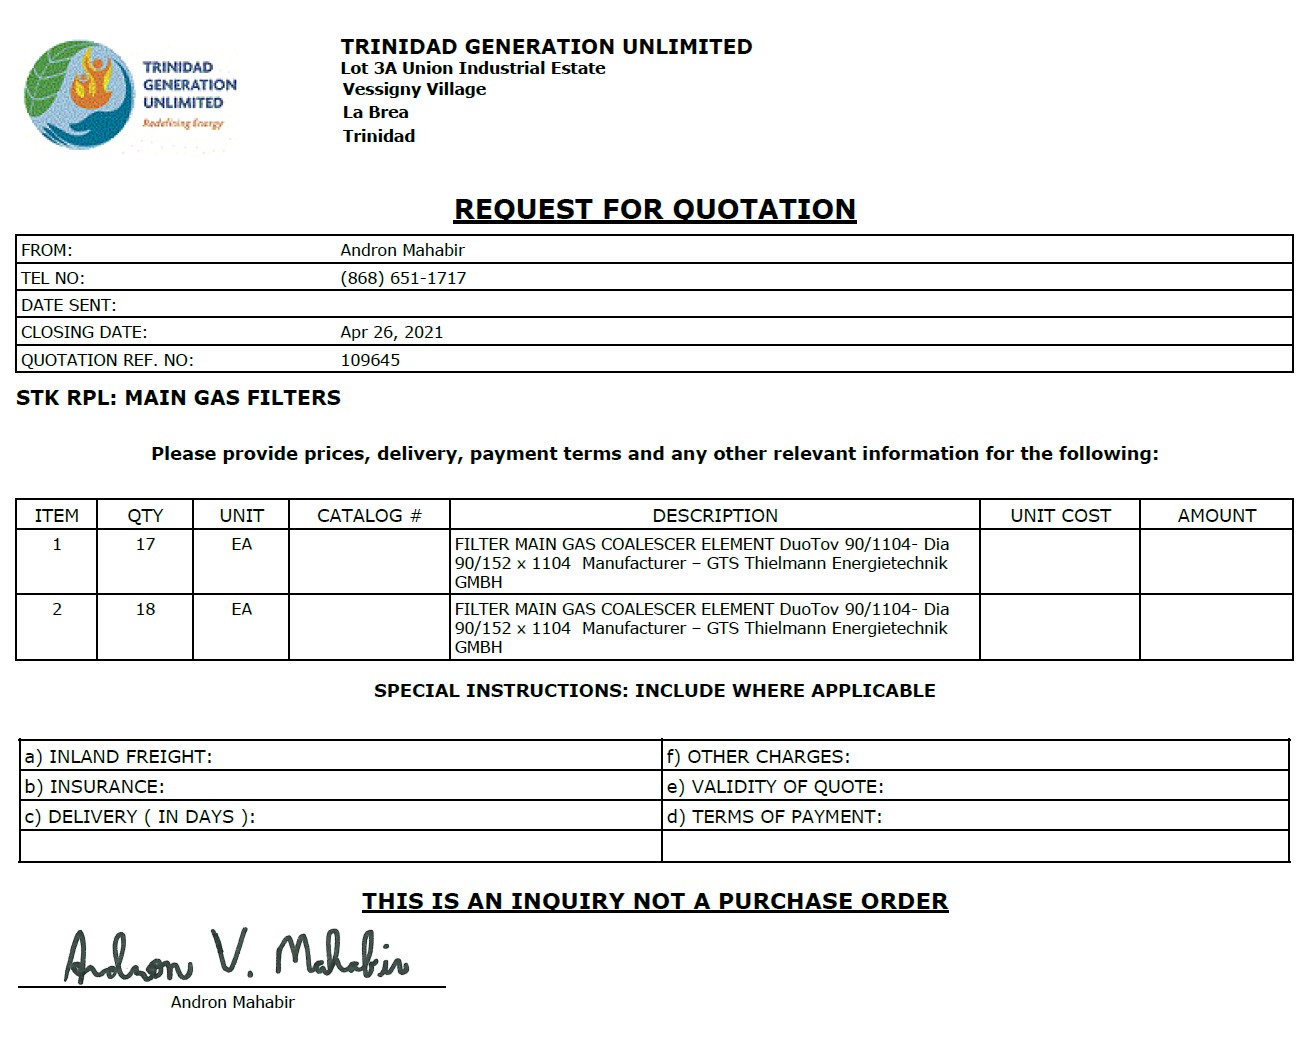 TRINIDAD
GENERATION
UNLIMITED
Redefining Energy
TRINIDAD GENERATION UNLIMITED
Lot 3A Union Industrial Estate
Vessigny Village
La Brea
Trinidad
REQUEST FOR QUOTATION
FROM: Andron Mahabir
TEL NO: (868) 651-1717
DATE SENT:
CLOSING DATE: Apr 26, 2021
QUOTATION REF. NO: 109645
STK RPL: MAIN GAS FILTERS
Please provide prices, delivery, payment terms and any other relevant information for the following:
ITEM QTY UNIT CATALOG # DESCRIPTION UNIT COST AMOUNT
1 17 EA FILTER MAIN GAS COALESCER ELEMENT DuoTov 90/1104- Dia
90/152 x 1104 Manufacturer – GTS Thielmann Energietechnik
GMBH
2 18 EA FILTER MAIN GAS COALESCER ELEMENT DuoTov 90/1104- Dia
90/152 x 1104 Manufacturer – GTS Thielmann Energietechnik
GMBH
SPECIAL INSTRUCTIONS: INCLUDE WHERE APPLICABLE
a) INLAND FREIGHT: f) OTHER CHARGES:
b) INSURANCE: e) VALIDITY OF QUOTE:
c) DELIVERY ( IN DAYS ): d) TERMS OF PAYMENT:
THIS IS AN INQUIRY NOT A PURCHASE ORDER
Andron V. Mahabir
Andron Mahabir